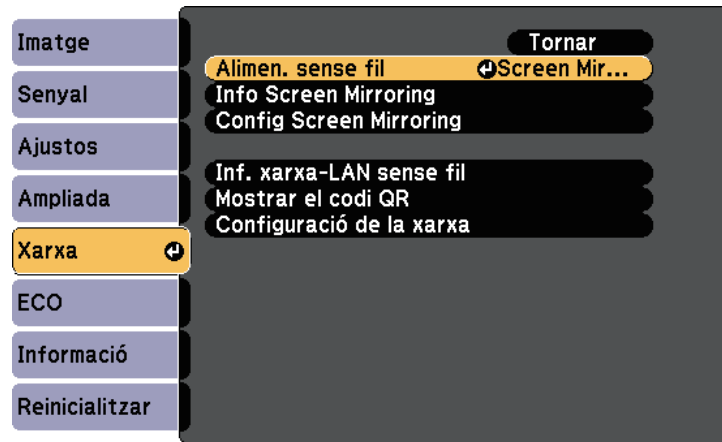 Imatge
Senyal
Ajustos
Ampliada
Xarxa
ECO
Informació
Reinicialitzar
Tornar
Alimen. sense fil Screen Mir...
Info Screen Mirroring
Config Screen Mirroring
Inf. xarxa-LAN sense fil
Mostrar el codi QR
Configuració de la xarxa